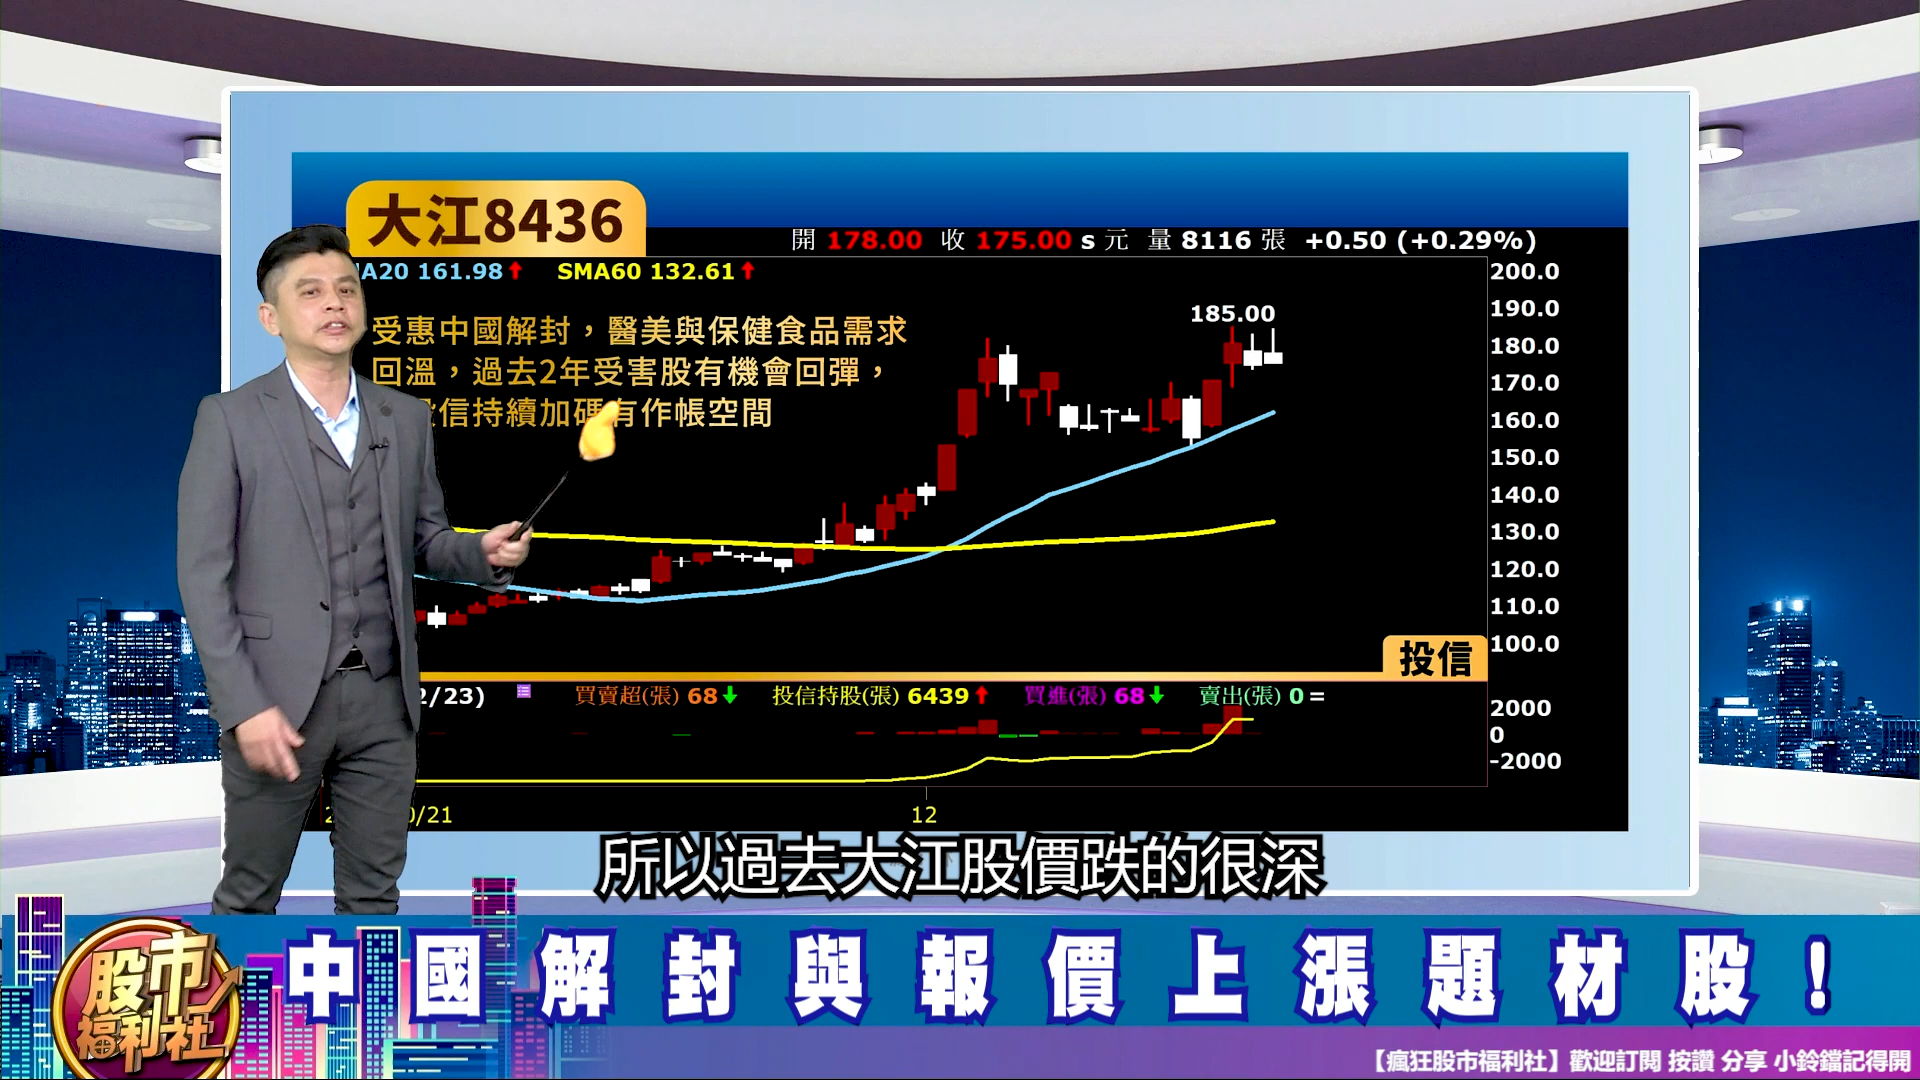 大江8436
開 178.00 收 175.00 s 元 量 8116 張 +0.50 (+0.29%)
A20 161.98↑ SMA60 132.61↑
200.0
190.0
180.0
170.0
160.0
150.0
140.0
130.0
120.0
110.0
100.0
185.00
受惠中國解封，醫美與保健食品需求
回溫，過去2年受害股有機會回彈，
信持續加碼有作帳空間
投信
2/23) 買賣超(張) 68↓ 投信持股(張) 6439↑ 買進(張) 68↓ 賣出(張) 0 =
2000
0
-2000
2 0/21 12
所以過去大江股價跌的很深
股市福利社
中國解封與報價上漲題材股！
【瘋狂股市福利社】歡迎訂閱 按讚 分享 小鈴鐺記得開